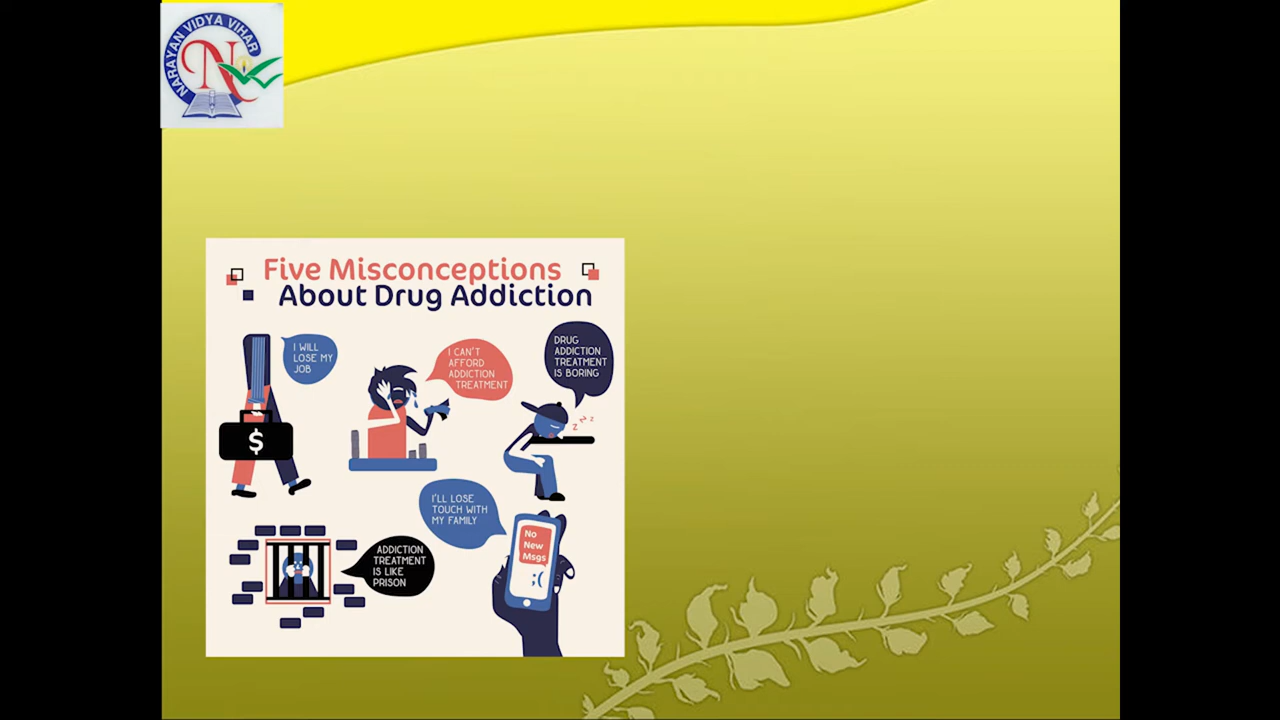 NARAYAN VIDYA VIHAR
N
Five Misconceptions
About Drug Addiction
I WILL
LOSE MY
JOB
I CAN'T
AFFORD
ADDICTION
TREATMENT
DRUG
ADDICTION
TREATMENT
IS BORING
$
z z z
I'LL LOSE
TOUCH WITH
MY FAMILY
No
New
Msgs
;(
ADDICTION
TREATMENT
IS LIKE
PRISON